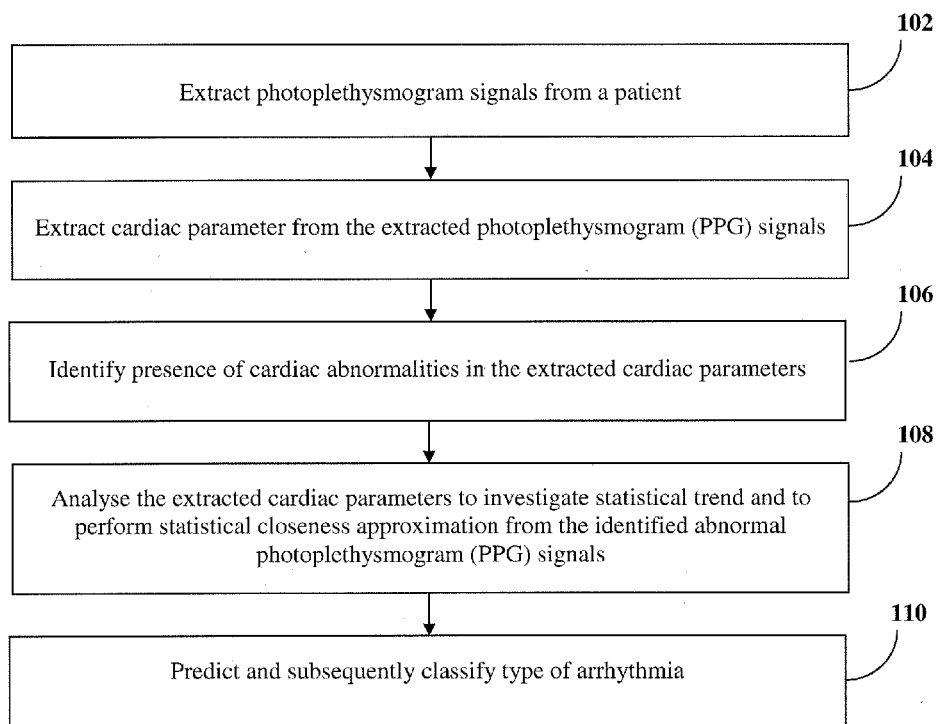 102
Extract photoplethysmogram signals from a patient
104
Extract cardiac parameter from the extracted photoplethysmogram (PPG) signals
106
Identify presence of cardiac abnormalities in the extracted cardiac parameters
108
Analyse the extracted cardiac parameters to investigate statistical trend and to
perform statistical closeness approximation from the identified abnormal
photoplethysmogram (PPG) signals
110
Predict and subsequently classify type of arrhythmia